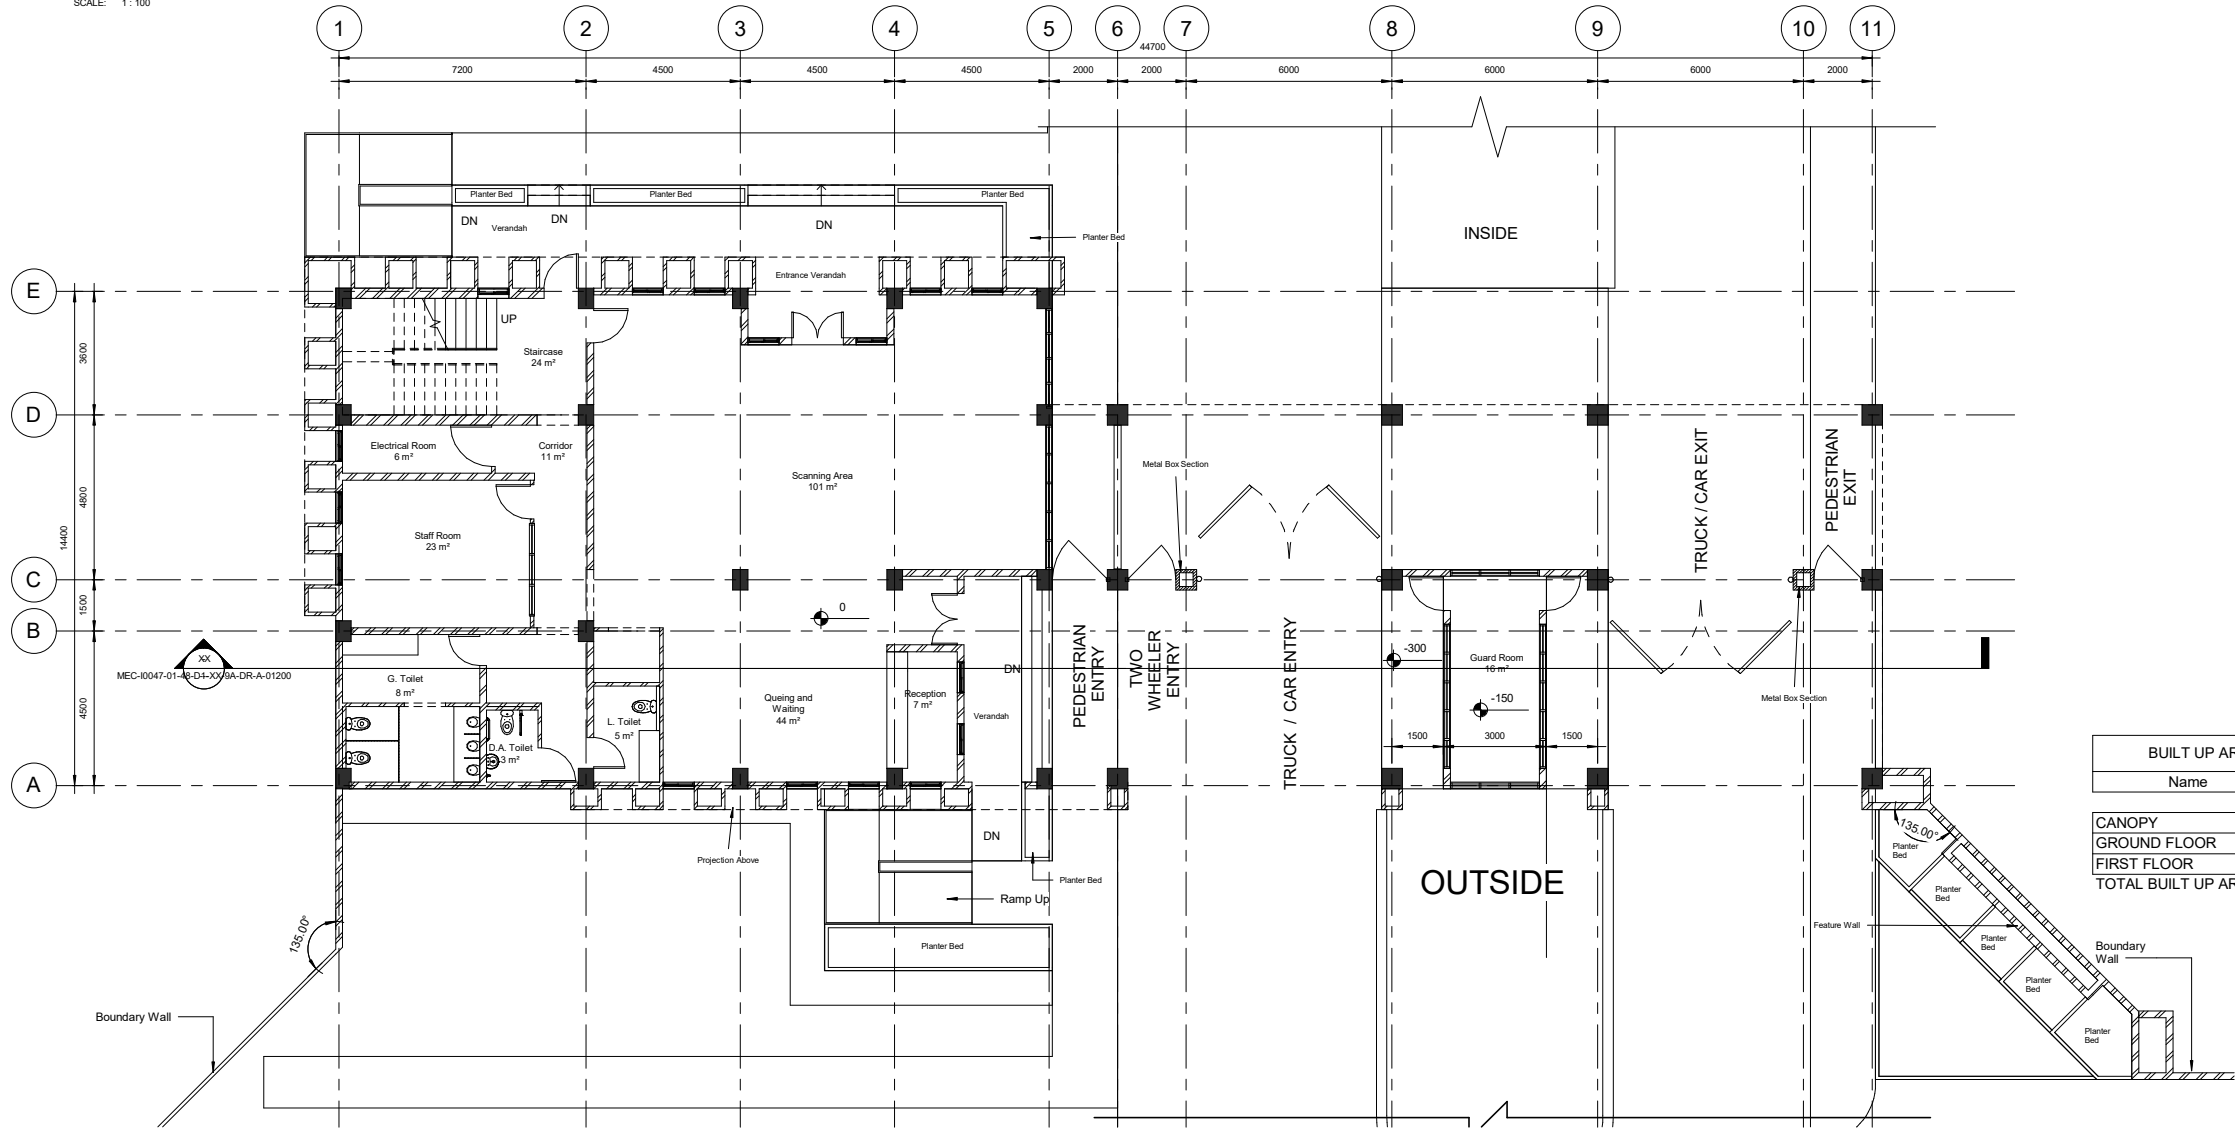 SCALE: 1 : 100
1 2 3 4 5 6 7 8 9 10 11
44700
7200 4500 4500 4500 2000 2000 6000 6000 6000 2000
Planter Bed
Planter Bed
Planter Bed
DN
DN
DN
Verandah
Planter Bed
INSIDE
Entrance Verandah
E
UP
3600
Staircase
24 m²
D
Electrical Room
6 m²
Corridor
11 m²
Scanning Area
101 m²
Metal Box Section
TRUCK / CAR EXIT
PEDESTRIAN
EXIT
4800
14400
Staff Room
23 m²
C
1500
0
B
XX
MEC-I0047-01-48-D1-XX-9A-DR-A-01200
4500
G. Toilet
8 m²
D.A. Toilet
3 m²
L. Toilet
5 m²
Queing and
Waiting
44 m²
Reception
7 m²
DN
Verandah
PEDESTRIAN
ENTRY
TWO
WHEELER
ENTRY
TRUCK / CAR ENTRY
-300
Guard Room
16 m²
-150
1500 3000 1500
Metal Box Section
A
BUILT UP AR
Name
CANOPY
GROUND FLOOR
FIRST FLOOR
TOTAL BUILT UP AR
Projection Above
DN
Planter Bed
Ramp Up
Planter Bed
OUTSIDE
135.00°
Planter
Bed
Planter
Bed
Planter
Bed
Planter
Bed
Planter
Bed
Feature Wall
Boundary
Wall
135.00°
Boundary Wall